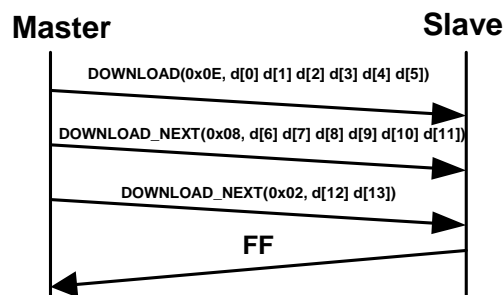 Master
Slave
DOWNLOAD(0x0E, d[0] d[1] d[2] d[3] d[4] d[5])
DOWNLOAD_NEXT(0x08, d[6] d[7] d[8] d[9] d[10] d[11])
DOWNLOAD_NEXT(0x02, d[12] d[13])
FF